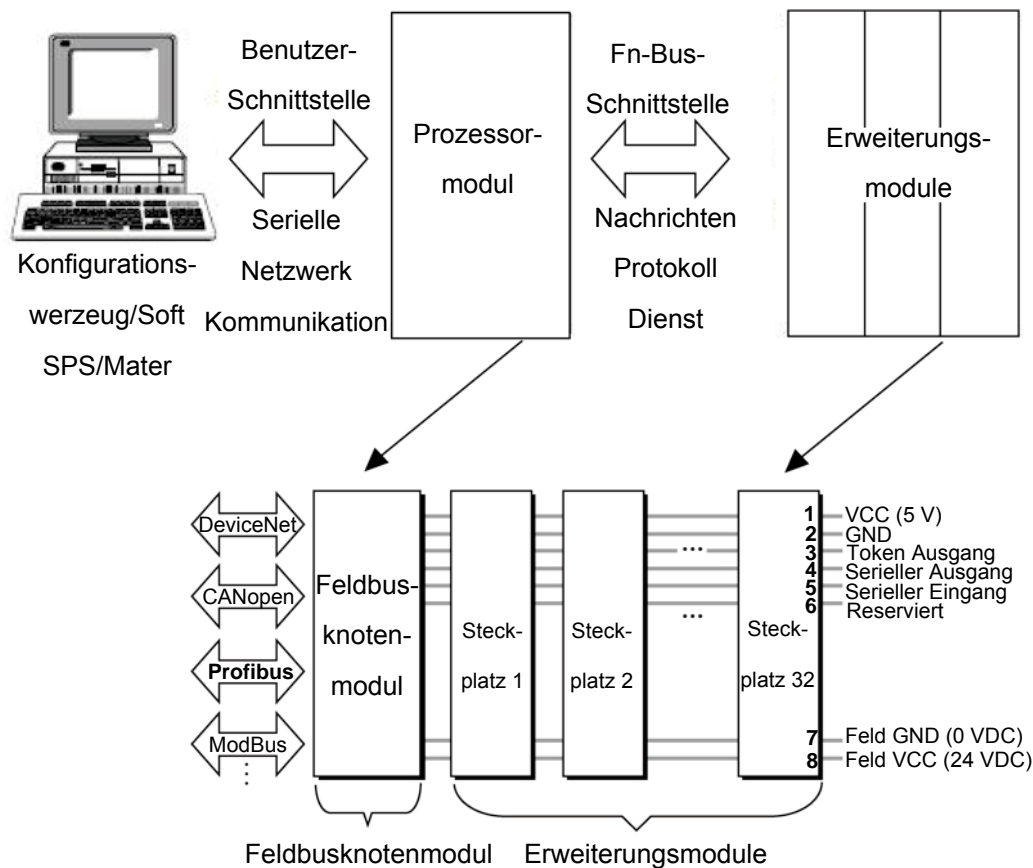 Benutzer-
Schnittstelle
Serielle
Netzwerk
Kommunikation
Konfigurations-
werzeug/Soft
SPS/Mater
Prozessor-
modul
Fn-Bus-
Schnittstelle
Nachrichten
Protokoll
Dienst
Erweiterungs-
module
DeviceNet
CANopen
Profibus
ModBus
⋮
Feldbus-
knoten-
modul
Steck-
platz 1
Steck-
platz 2
...
...
Steck-
platz 32
1 VCC (5 V)
2 GND
3 Token Ausgang
4 Serieller Ausgang
5 Serieller Eingang
6 Reserviert
7 Feld GND (0 VDC)
8 Feld VCC (24 VDC)
Feldbusknotenmodul
Erweiterungsmodule